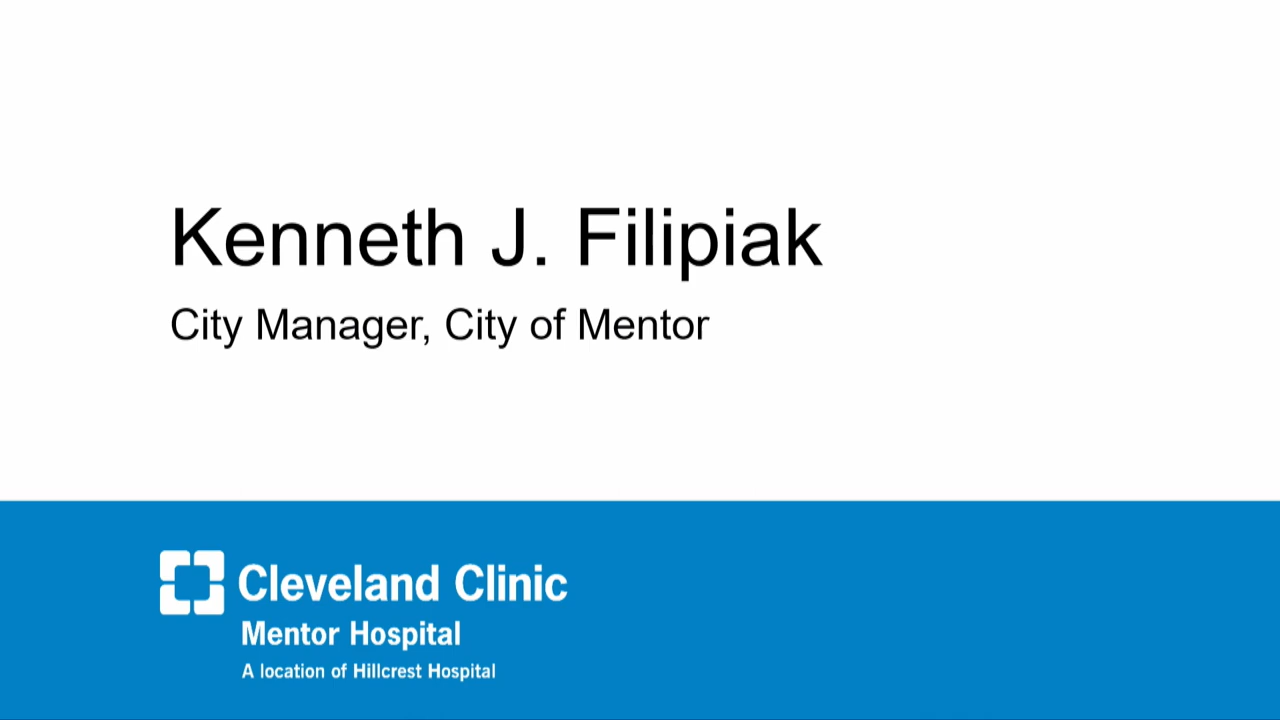 Kenneth J. Filipiak
City Manager, City of Mentor
Cleveland Clinic
Mentor Hospital
A location of Hillcrest Hospital